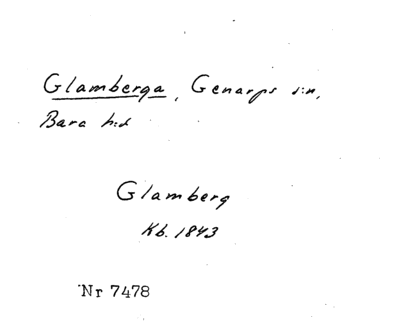 Glamberga, Genarps s:n,
Bara h:d
Glamberg
Kb. 1843
Nr 7478